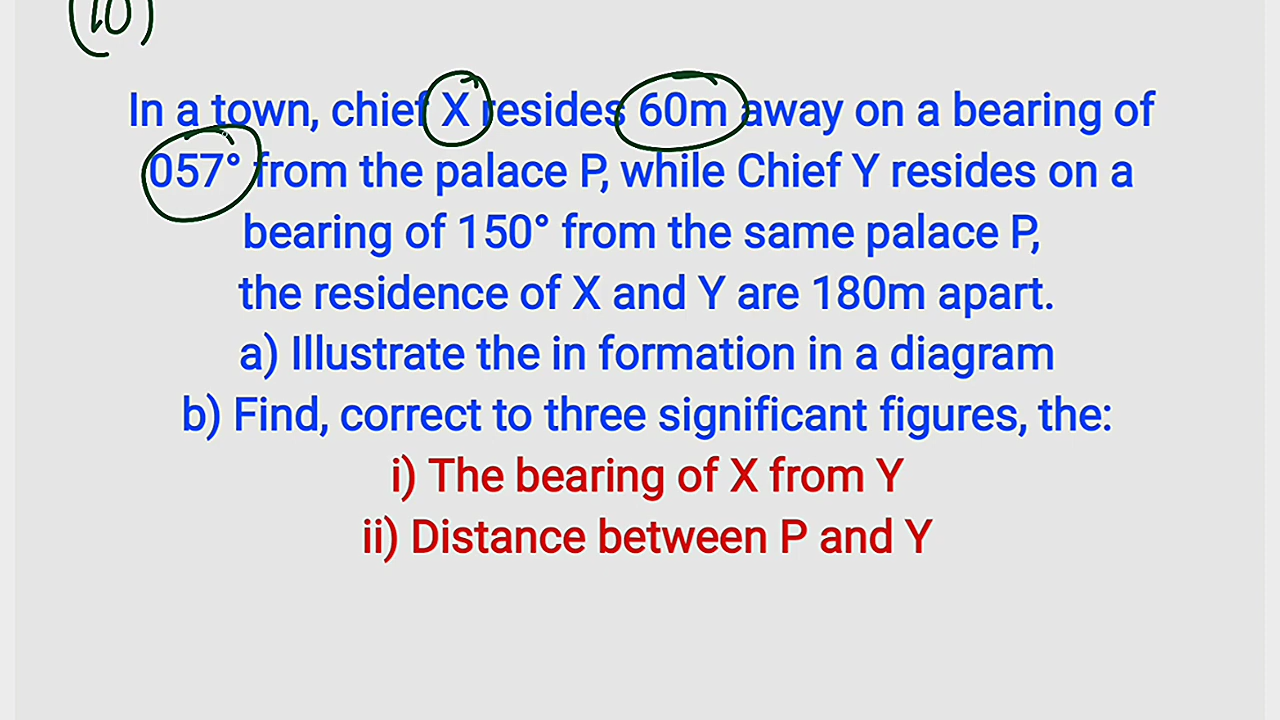 (10)
In a town, chief X resides 60m away on a bearing of
057° from the palace P, while Chief Y resides on a
bearing of 150° from the same palace P,
the residence of X and Y are 180m apart.
a) Illustrate the in formation in a diagram
b) Find, correct to three significant figures, the:
i) The bearing of X from Y
ii) Distance between P and Y